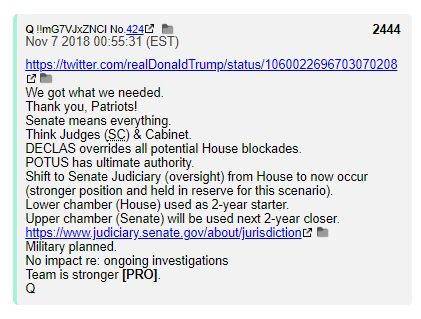 Q !!mG7VJxZNCI No.424 2444
Nov 7 2018 00:55:31 (EST)
https://twitter.com/realDonaldTrump/status/1060022696703070208
We got what we needed.
Thank you, Patriots!
Senate means everything.
Think Judges (SC) & Cabinet.
DECLAS overrides all potential House blockades.
POTUS has ultimate authority.
Shift to Senate Judiciary (oversight) from House to now occur
(stronger position and held in reserve for this scenario).
Lower chamber (House) used as 2-year starter.
Upper chamber (Senate) will be used next 2-year closer.
https://www.judiciary.senate.gov/about/jurisdiction
Military planned.
No impact re: ongoing investigations
Team is stronger [PRO].
Q